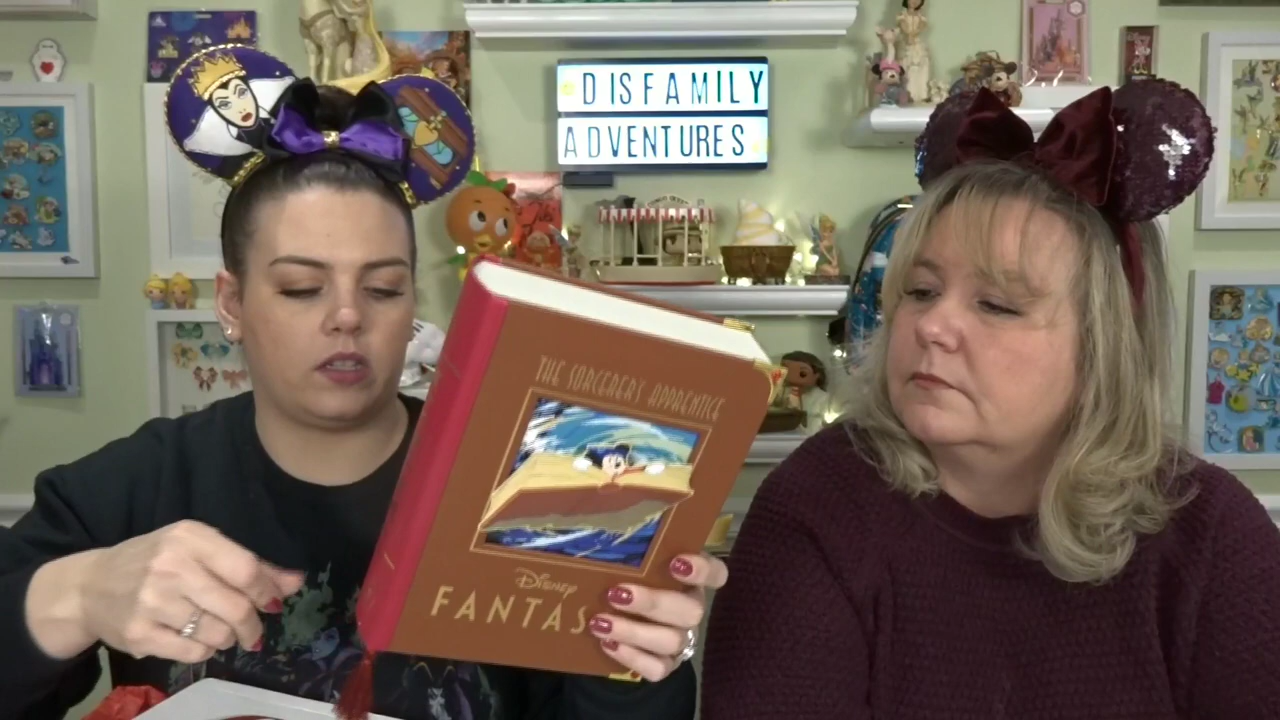 DISFAMILY
ADVENTURES
THE SORCERER'S APPRENTICE
Disney
FANTAS